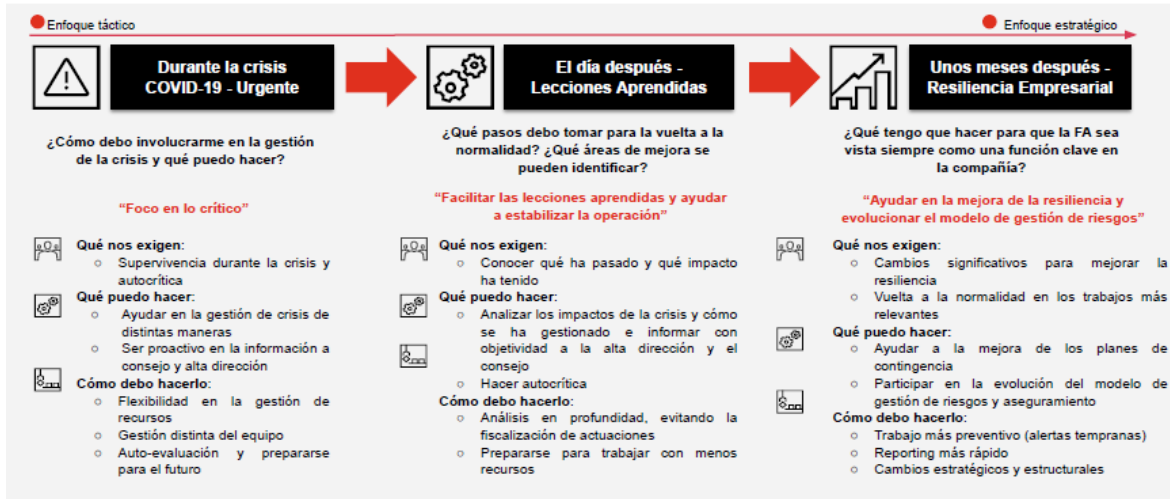 Enfoque táctico
Enfoque estratégico
Durante la crisis
COVID-19 - Urgente
¿Cómo debo involucrarme en la gestión
de la crisis y qué puedo hacer?
“Foco en lo crítico”
Qué nos exigen:
○ Supervivencia durante la crisis y
autocrítica
Qué puedo hacer:
○ Ayudar en la gestión de crisis de
distintas maneras
○ Ser proactivo en la información a
consejo y alta dirección
Cómo debo hacerlo:
○ Flexibilidad en la gestión de
recursos
○ Gestión distinta del equipo
○ Auto-evaluación y prepararse
para el futuro
El día después -
Lecciones Aprendidas
¿Qué pasos debo tomar para la vuelta a la
normalidad? ¿Qué áreas de mejora se
pueden identificar?
“Facilitar las lecciones aprendidas y ayudar
a estabilizar la operación”
Qué nos exigen:
○ Conocer qué ha pasado y qué impacto
ha tenido
Qué puedo hacer:
○ Analizar los impactos de la crisis y cómo
se ha gestionado e informar con
objetividad a la alta dirección y el
consejo
○ Hacer autocrítica
Cómo debo hacerlo:
○ Análisis en profundidad, evitando la
fiscalización de actuaciones
○ Prepararse para trabajar con menos
recursos
Unos meses después -
Resiliencia Empresarial
¿Qué tengo que hacer para que la FA sea
vista siempre como una función clave en
la compañía?
“Ayudar en la mejora de la resiliencia y
evolucionar el modelo de gestión de riesgos”
Qué nos exigen:
○ Cambios significativos para mejorar la
resiliencia
○ Vuelta a la normalidad en los trabajos más
relevantes
Qué puedo hacer:
○ Ayudar a la mejora de los planes de
contingencia
○ Participar en la evolución del modelo de
gestión de riesgos y aseguramiento
Cómo debo hacerlo:
○ Trabajo más preventivo (alertas tempranas)
○ Reporting más rápido
○ Cambios estratégicos y estructurales